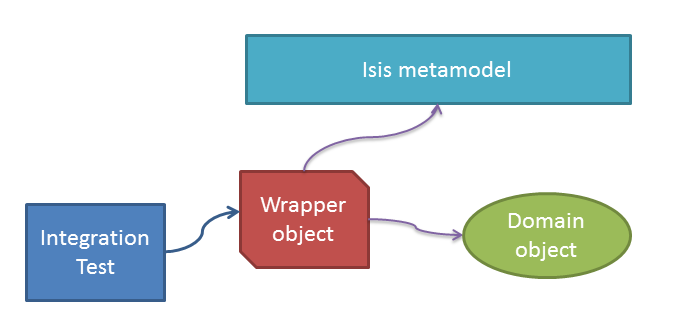 Isis metamodel
Wrapper
object
Integration
Test
Domain
object